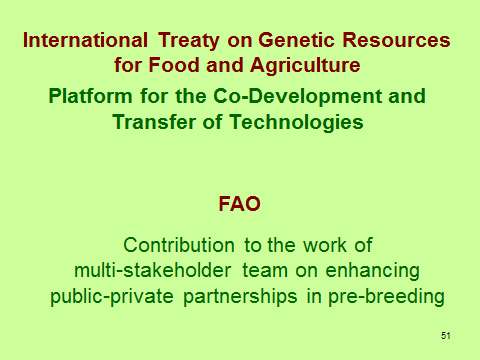 International Treaty on Genetic Resources
for Food and Agriculture
Platform for the Co-Development and
Transfer of Technologies
FAO
Contribution to the work of
multi-stakeholder team on enhancing
public-private partnerships in pre-breeding
51